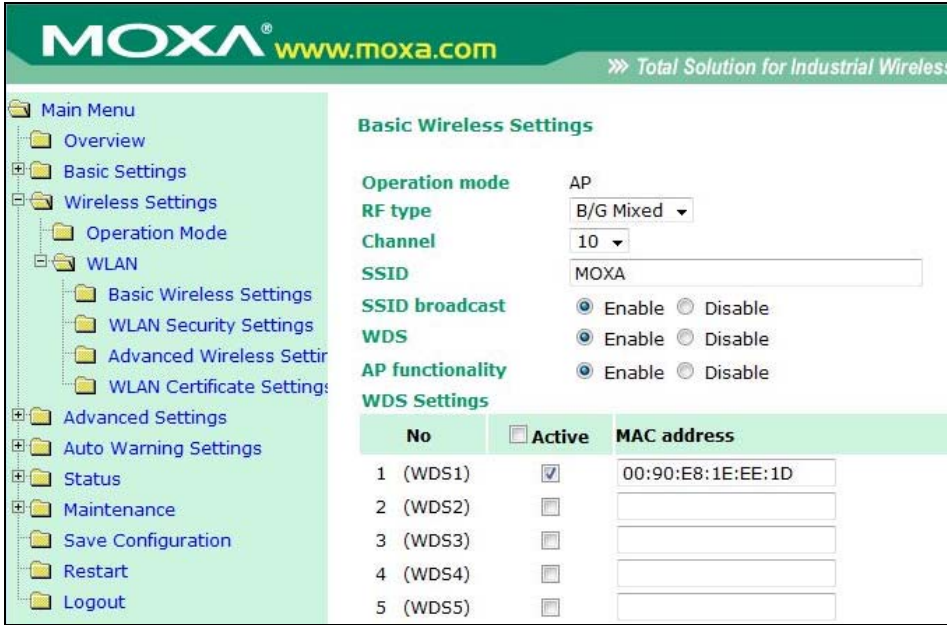 MOXA® www.moxa.com
Total Solution for Industrial Wireless
Main Menu
Overview
Basic Settings
Wireless Settings
Operation Mode
WLAN
Basic Wireless Settings
WLAN Security Settings
Advanced Wireless Settin
WLAN Certificate Settings
Advanced Settings
Auto Warning Settings
Status
Maintenance
Save Configuration
Restart
Logout
Basic Wireless Settings
Operation mode AP
RF type B/G Mixed
Channel 10
SSID MOXA
SSID broadcast Enable Disable
WDS Enable Disable
AP functionality Enable Disable
WDS Settings
No Active MAC address
1 (WDS1) 00:90:E8:1E:EE:1D
2 (WDS2)
3 (WDS3)
4 (WDS4)
5 (WDS5)